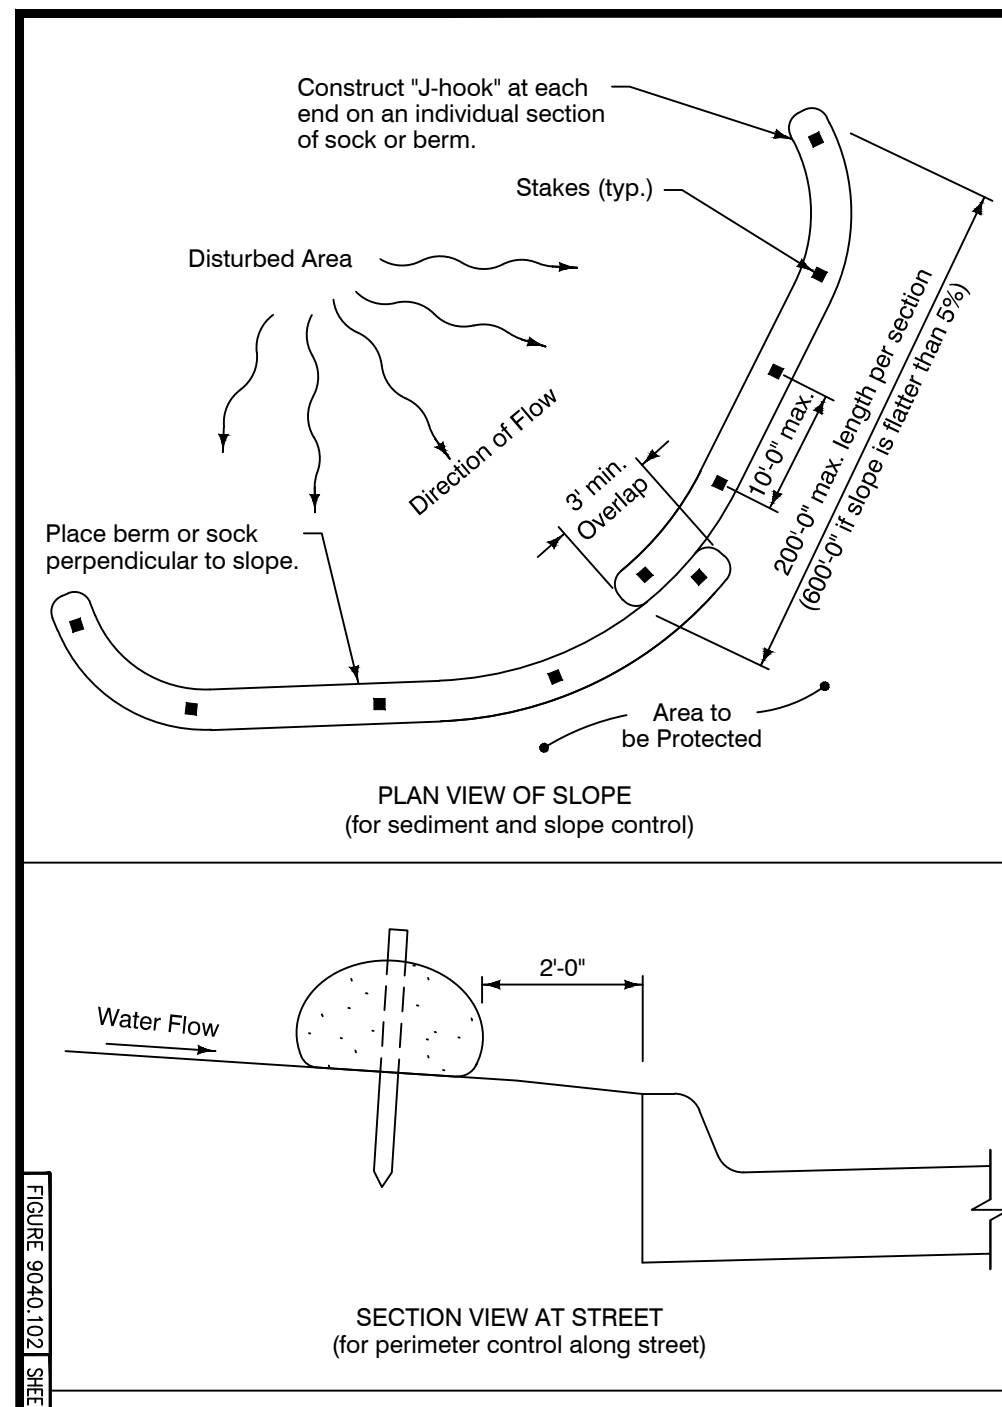 Construct "J-hook" at each
end on an individual section
of sock or berm.
Stakes (typ.)
Disturbed Area
Direction of Flow
3' min.
Overlap
10'-0" max.
200'-0" max. length per section
(600'-0" if slope is flatter than 5%)
Place berm or sock
perpendicular to slope.
Area to
be Protected
PLAN VIEW OF SLOPE
(for sediment and slope control)
2'-0"
Water Flow
SECTION VIEW AT STREET
(for perimeter control along street)
FIGURE 9040.102
SHEE